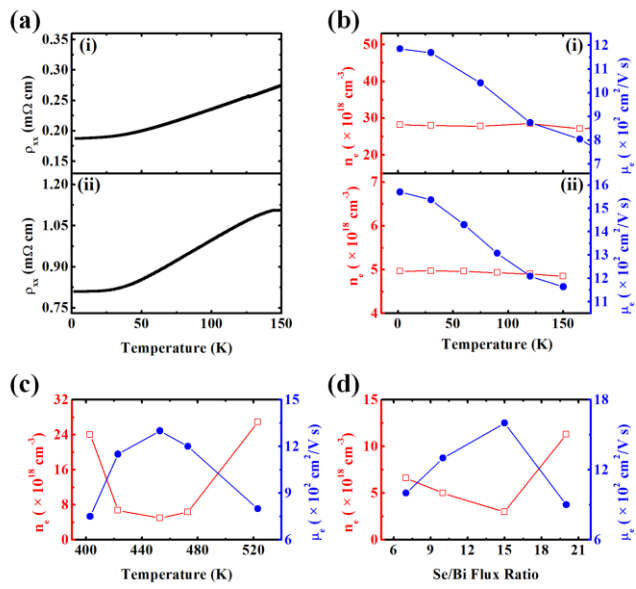 (a)
(i)
0.36
0.30
0.25
0.20
0.15
ρxx (mΩ cm)
(ii)
1.20
1.05
0.90
0.75
ρxx (mΩ cm)
0 50 100 150
Temperature (K)
(b)
(i)
50
40
30
20
ne ( × 10^18 cm^-3)
12
11
10
9
8
μe ( × 10^2 cm^2/V s)
(ii)
7
6
5
4
ne ( × 10^18 cm^-3)
16
15
14
13
12
11
μe ( × 10^2 cm^2/V s)
0 50 100 150
Temperature (K)
(c)
32
24
16
8
0
ne ( × 10^18 cm^-3)
15
12
9
6
μe ( × 10^2 cm^2/V s)
400 430 460 490 520
Temperature (K)
(d)
15
10
5
0
ne ( × 10^18 cm^-3)
18
15
12
9
6
μe ( × 10^2 cm^2/V s)
6 9 12 15 18 21
Se/Bi Flux Ratio